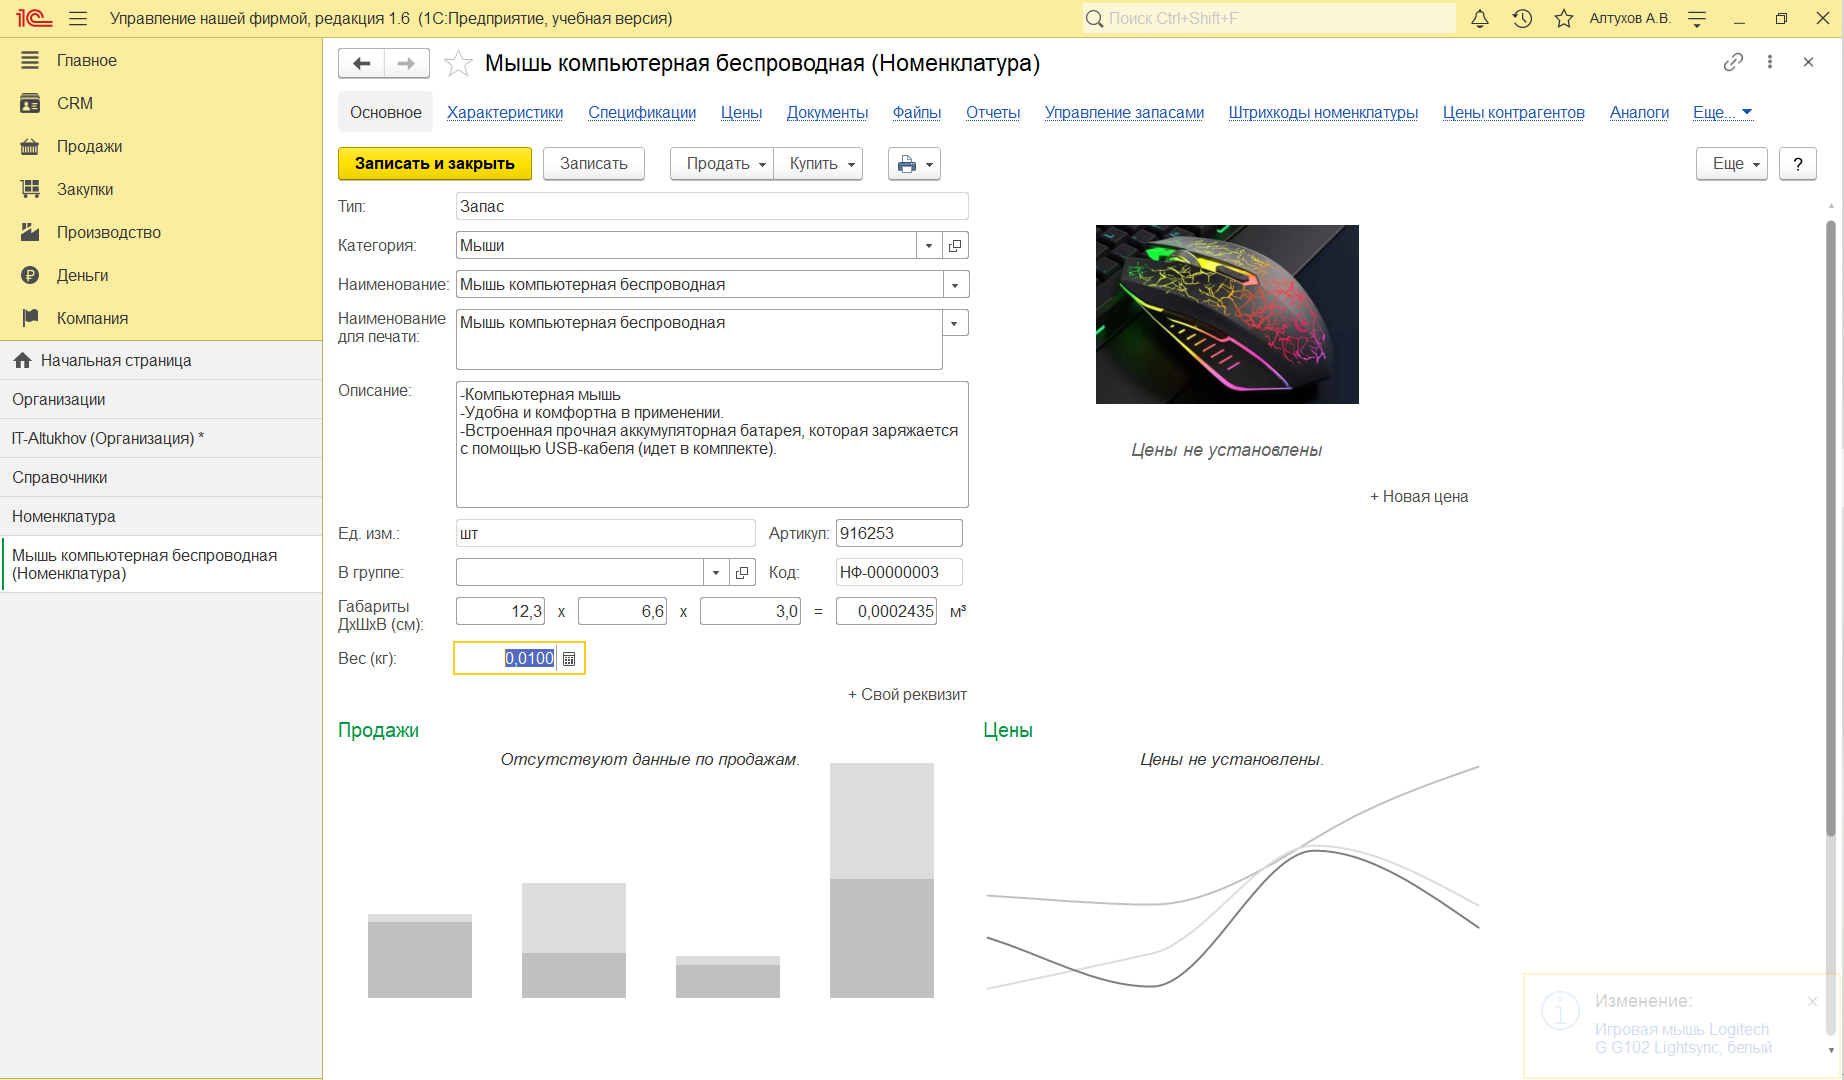 1С Управление нашей фирмой, редакция 1.6 (1С:Предприятие, учебная версия)
Поиск Ctrl+Shift+F
Алтухов А.В.
Главное
CRM
Продажи
Закупки
Производство
Деньги
Компания
Начальная страница
Организации
IT-Altukhov (Организация) *
Справочники
Номенклатура
Мышь компьютерная беспроводная
(Номенклатура)
Мышь компьютерная беспроводная (Номенклатура)
Основное Характеристики Спецификации Цены Документы Файлы Отчеты Управление запасами Штрихкоды номенклатуры Цены контрагентов Аналоги Еще...
Записать и закрыть Записать Продать Купить Еще ?
Тип: Запас
Категория: Мыши
Наименование: Мышь компьютерная беспроводная
Наименование
для печати: Мышь компьютерная беспроводная
Описание: -Компьютерная мышь
-Удобна и комфортна в применении.
-Встроенная прочная аккумуляторная батарея, которая заряжается
с помощью USB-кабеля (идет в комплекте).
Цены не установлены
+ Новая цена
Ед. изм.: шт Артикул: 916253
В группе: Код: НФ-00000003
Габариты
ДхШхВ (см): 12,3 x 6,6 x 3,0 = 0,0002435 м³
Вес (кг): 0,0100
+ Свой реквизит
Продажи
Отсутствуют данные по продажам.
Цены
Цены не установлены.
Изменение:
Игровая мышь Logitech
G G102 Lightsync, белый